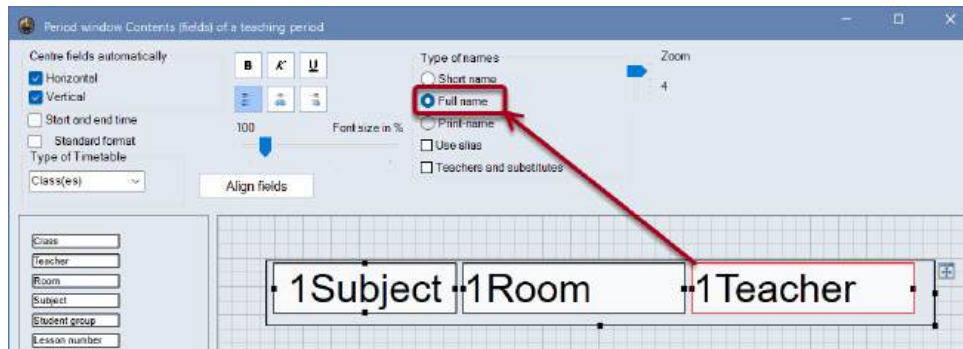 Period window Contents (fields) of a teaching period
Centre fields automatically
Horizontal
Vertical
Start and end time
Standard format
Type of Timetable
Class(es)
B K U
100 Font size in %
Align fields
Type of names
Short name
Full name
Print-name
Use alias
Teachers and substitutes
Zoom
4
Class
Teacher
Room
Subject
Student group
Lesson number
1Subject 1Room 1Teacher